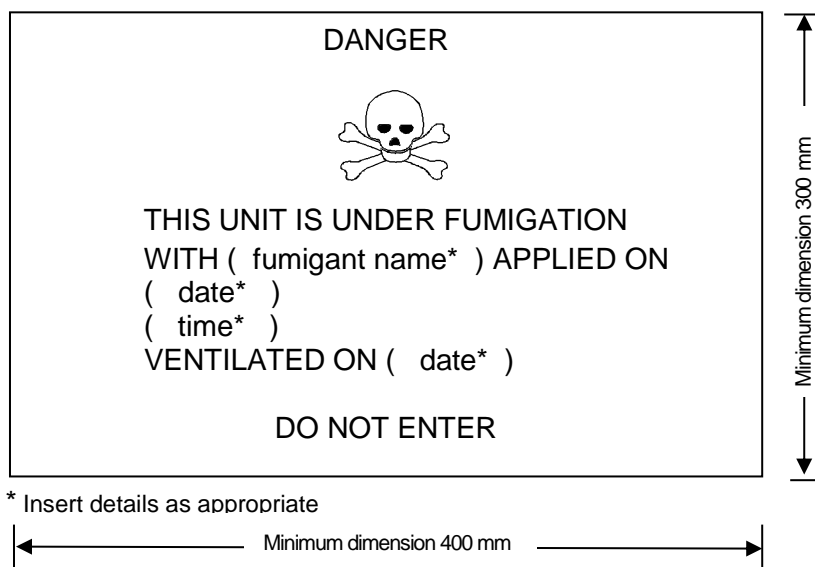 DANGER
THIS UNIT IS UNDER FUMIGATION
WITH ( fumigant name* ) APPLIED ON
( date* )
( time* )
VENTILATED ON ( date* )
DO NOT ENTER
Minimum dimension 300 mm
* Insert details as appropriate
Minimum dimension 400 mm